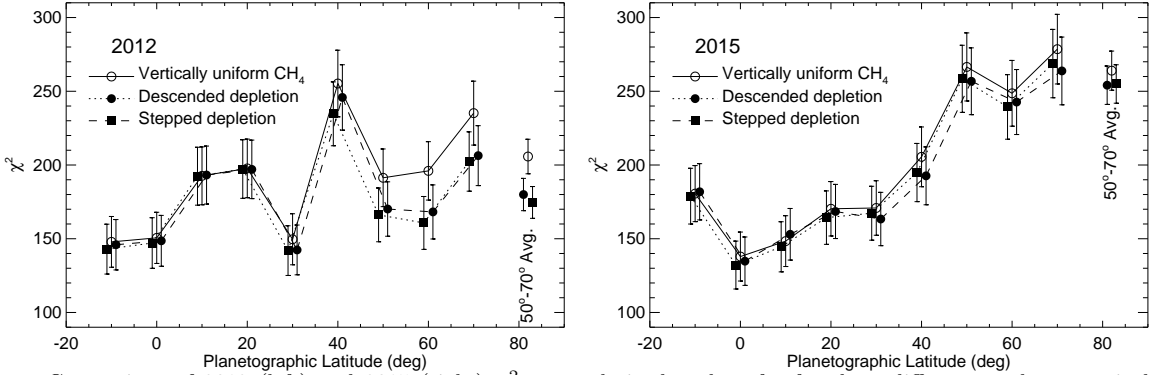 2012
Vertically uniform CH4
Descended depletion
Stepped depletion
300
250
200
150
100
χ2
50°-70° Avg.
-20 0 20 40 60 80
Planetographic Latitude (deg)
2015
Vertically uniform CH4
Descended depletion
Stepped depletion
300
250
200
150
100
χ2
50°-70° Avg.
-20 0 20 40 60 80
Planetographic Latitude (deg)